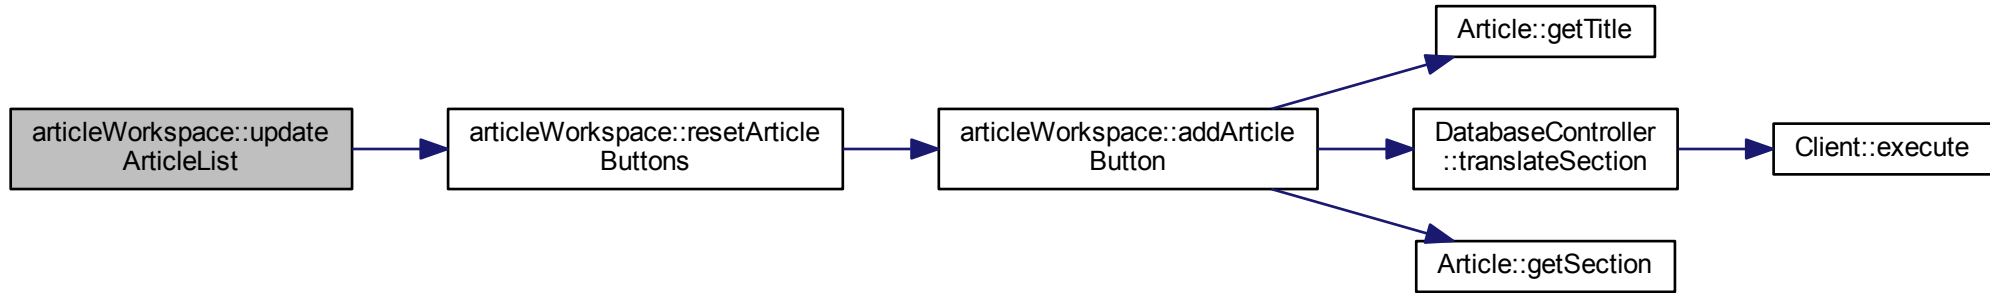 articleWorkspace::update
ArticleList
articleWorkspace::resetArticle
Buttons
articleWorkspace::addArticle
Button
Article::getTitle
DatabaseController
::translateSection
Article::getSection
Client::execute